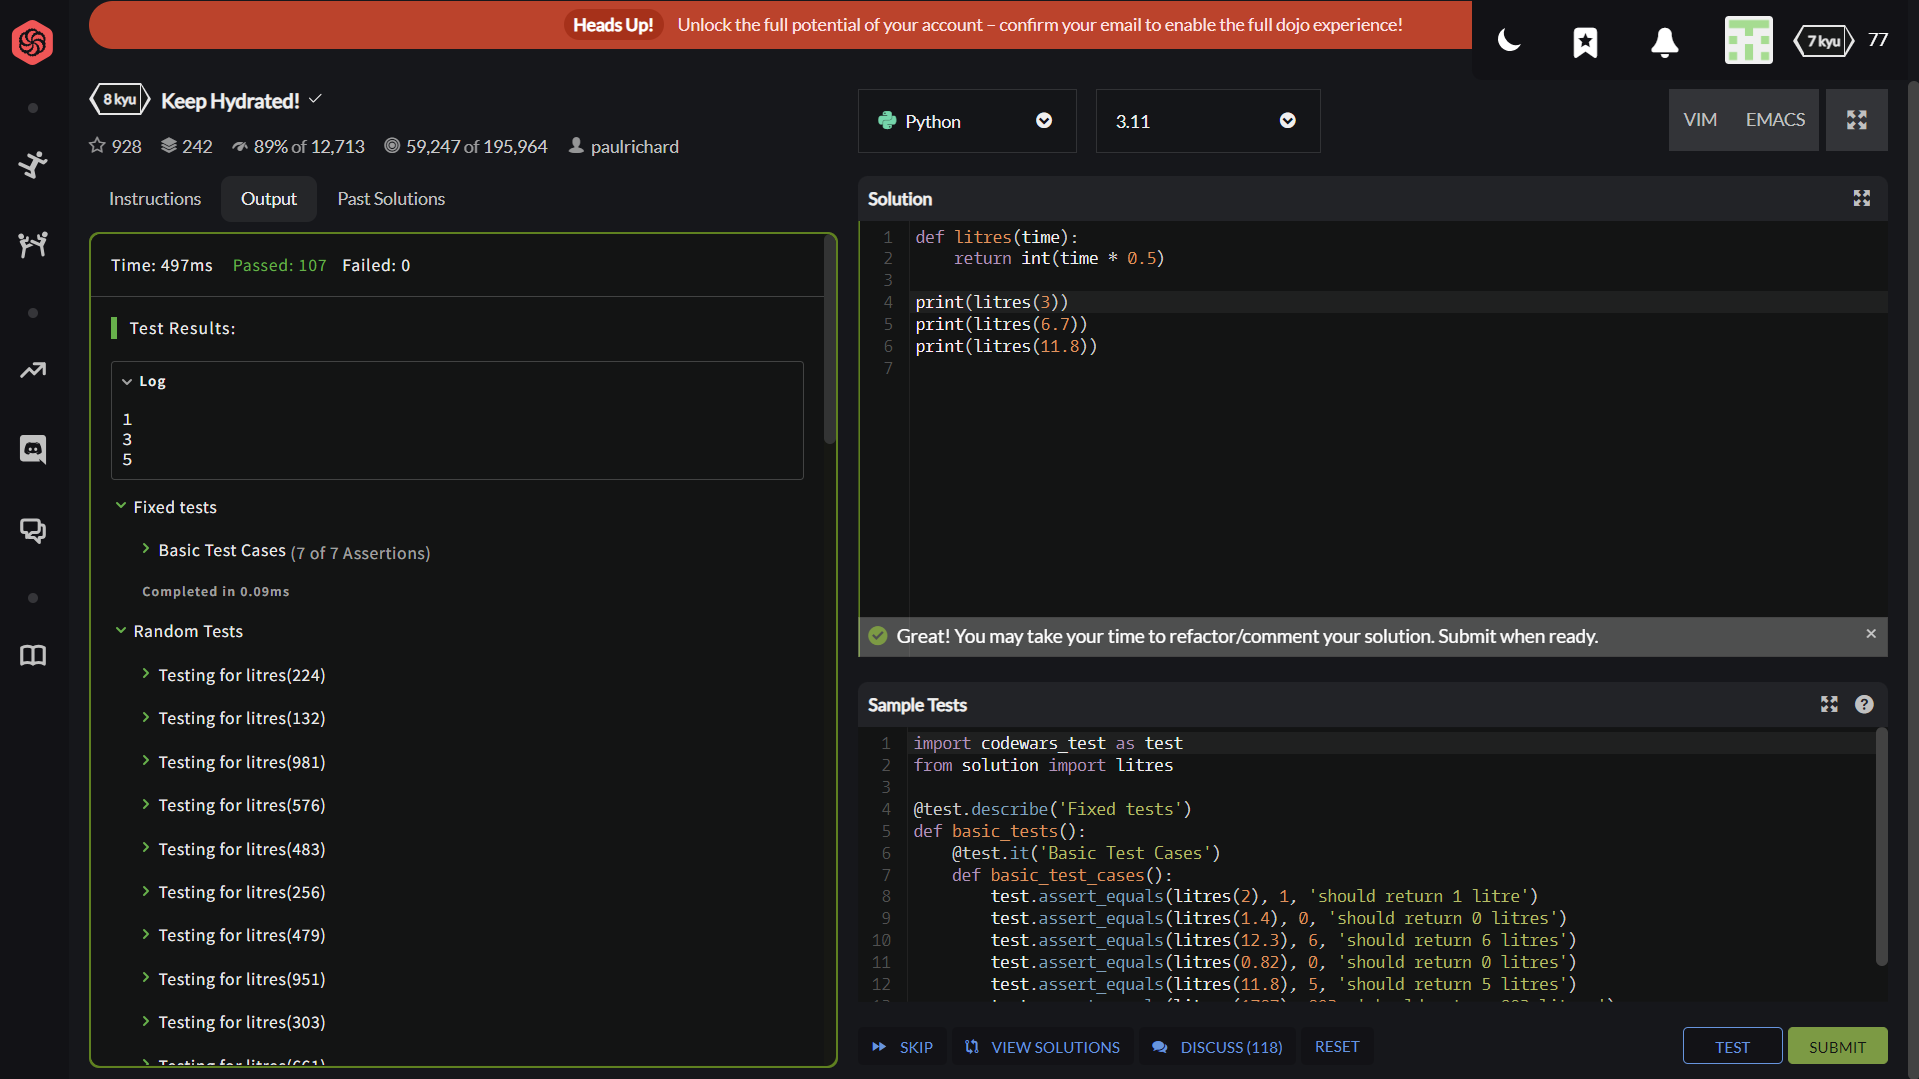 Heads Up! Unlock the full potential of your account – confirm your email to enable the full dojo experience!
7 kyu 77
8 kyu Keep Hydrated!
928 242 89% of 12,713 59,247 of 195,964 paulrichard
Instructions Output Past Solutions
Time: 497ms Passed: 107 Failed: 0
Test Results:
Log
1
3
5
Fixed tests
Basic Test Cases (7 of 7 Assertions)
Completed in 0.09ms
Random Tests
Testing for litres(224)
Testing for litres(132)
Testing for litres(981)
Testing for litres(576)
Testing for litres(483)
Testing for litres(256)
Testing for litres(479)
Testing for litres(951)
Testing for litres(303)
Testing for litres(661)
Python 3.11 VIM EMACS
Solution
1 def litres(time):
2     return int(time * 0.5)
3
4 print(litres(3))
5 print(litres(6.7))
6 print(litres(11.8))
7
Great! You may take your time to refactor/comment your solution. Submit when ready.
Sample Tests
1 import codewars_test as test
2 from solution import litres
3
4 @test.describe('Fixed tests')
5 def basic_tests():
6     @test.it('Basic Test Cases')
7     def basic_test_cases():
8         test.assert_equals(litres(2), 1, 'should return 1 litre')
9         test.assert_equals(litres(1.4), 0, 'should return 0 litres')
10         test.assert_equals(litres(12.3), 6, 'should return 6 litres')
11         test.assert_equals(litres(0.82), 0, 'should return 0 litres')
12         test.assert_equals(litres(11.8), 5, 'should return 5 litres')
SKIP VIEW SOLUTIONS DISCUSS (118) RESET TEST SUBMIT